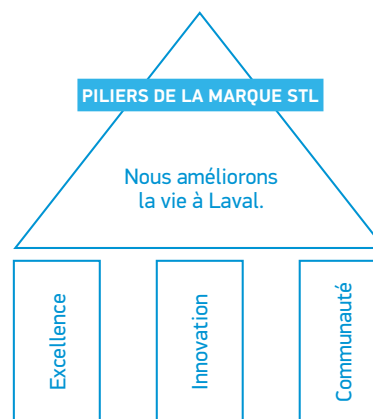 PILIERS DE LA MARQUE STL
Nous améliorons
la vie à Laval.
Excellence
Innovation
Communauté